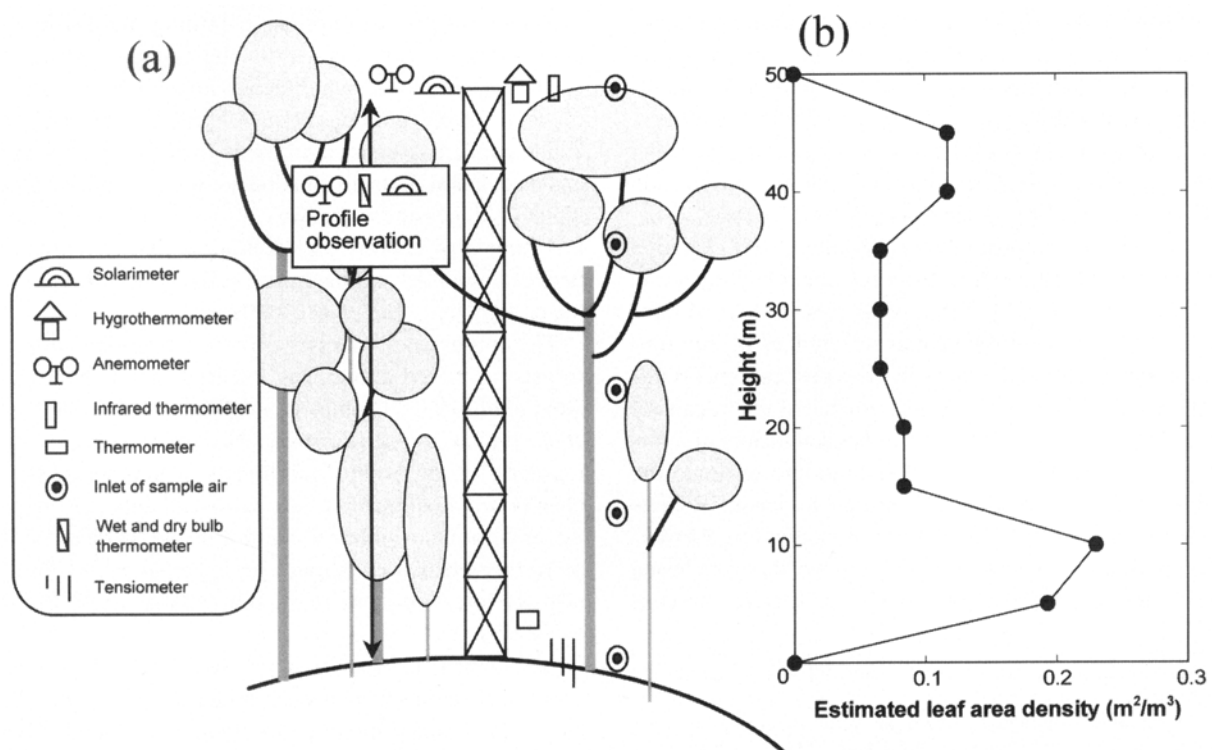 (a)
Profile
observation
Solarimeter
Hygrothermometer
Anemometer
Infrared thermometer
Thermometer
Inlet of sample air
Wet and dry bulb
thermometer
Tensiometer
(b)
50
40
30
20
10
0
Height (m)
0 0.1 0.2 0.3
Estimated leaf area density (m²/m³)